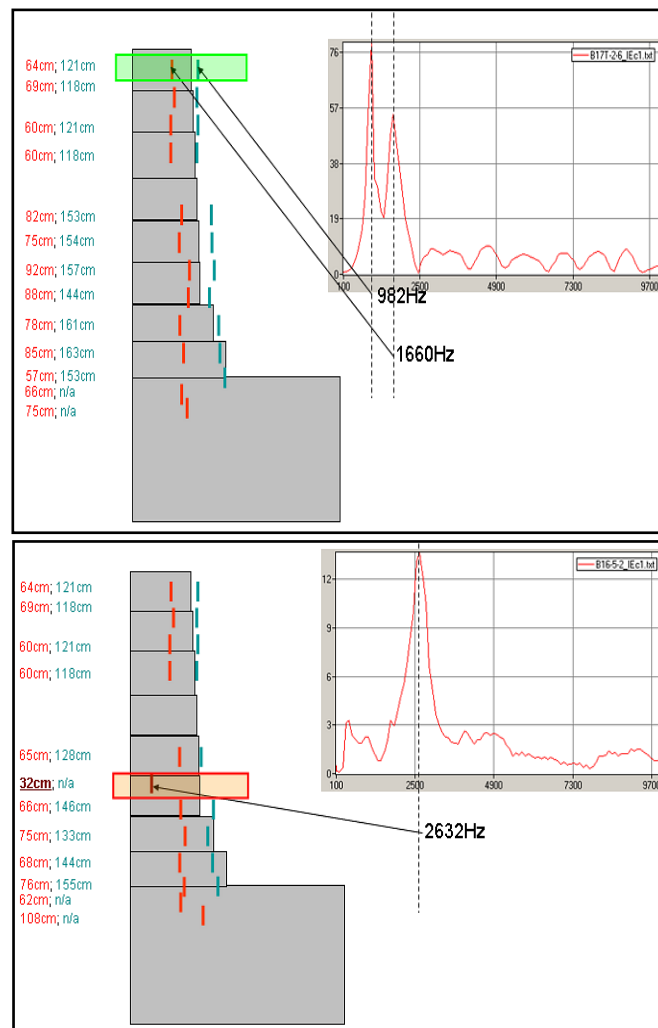 64cm; 121cm
69cm; 118cm
60cm; 121cm
60cm; 118cm
82cm; 153cm
75cm; 154cm
92cm; 157cm
88cm; 144cm
78cm; 161cm
85cm; 163cm
57cm; 153cm
66cm; n/a
75cm; n/a
B17T-2-6_IEc1.txt
76
57
38
19
0
100 2500 4900 7300 9700
982Hz
1660Hz
64cm; 121cm
69cm; 118cm
60cm; 121cm
60cm; 118cm
65cm; 128cm
32cm; n/a
66cm; 146cm
75cm; 133cm
68cm; 144cm
76cm; 155cm
62cm; n/a
108cm; n/a
B16-5-2_IEc1.txt
12
9
6
3
0
100 2500 4900 7300 9700
2632Hz